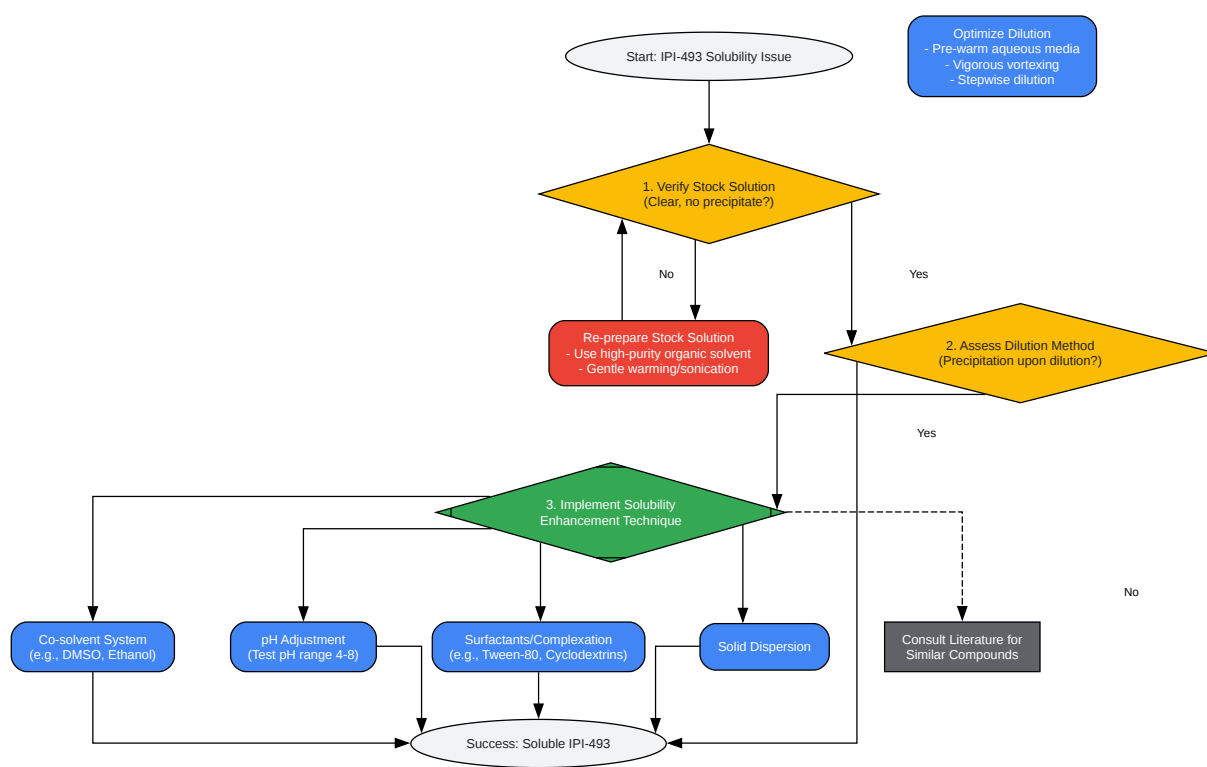 Start: IPI-493 Solubility Issue
Optimize Dilution
- Pre-warm aqueous media
- Vigorous vortexing
- Stepwise dilution
1. Verify Stock Solution
(Clear, no precipitate?)
No
Yes
Re-prepare Stock Solution
- Use high-purity organic solvent
- Gentle warming/sonication
2. Assess Dilution Method
(Precipitation upon dilution?)
Yes
3. Implement Solubility
Enhancement Technique
No
Co-solvent System
(e.g., DMSO, Ethanol)
pH Adjustment
(Test pH range 4-8)
Surfactants/Complexation
(e.g., Tween-80, Cyclodextrins)
Solid Dispersion
Consult Literature for
Similar Compounds
Success: Soluble IPI-493